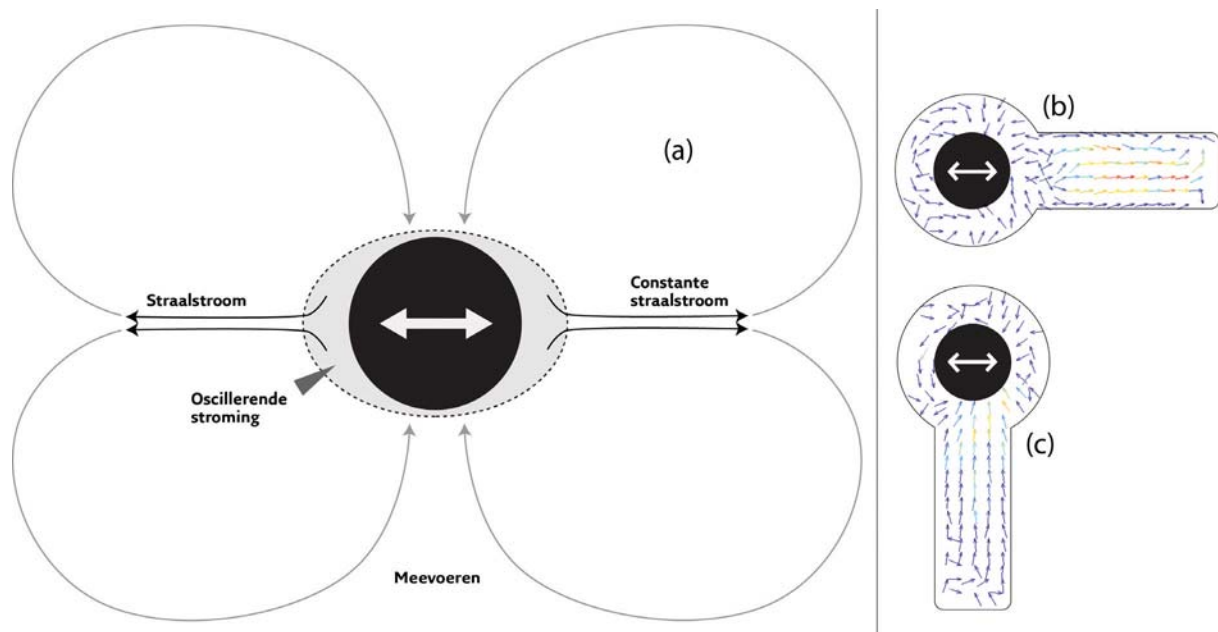 (a)
Straalstroom
Constante
straalstroom
Oscillerende
stroming
Meevoeren
(b)
(c)